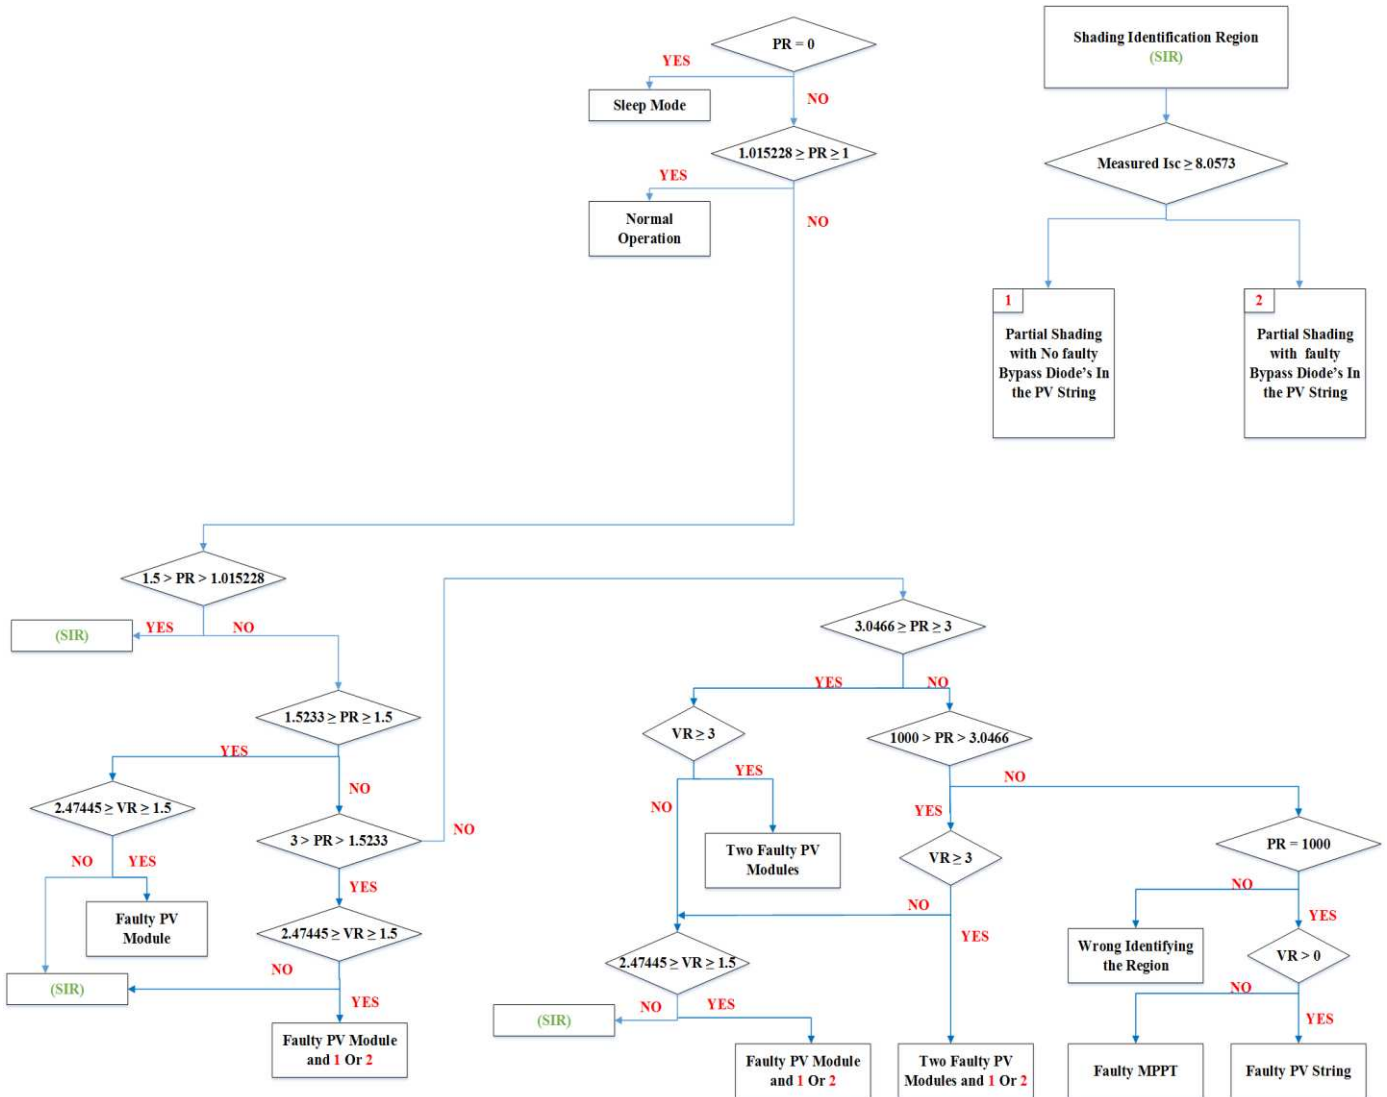 PR = 0
YES
NO
Sleep Mode
1.015228 ≥ PR ≥ 1
YES
NO
Normal
Operation
Shading Identification Region
(SIR)
Measured Isc ≥ 8.0573
1
Partial Shading
with No faulty
Bypass Diode’s In
the PV String
2
Partial Shading
with faulty
Bypass Diode’s In
the PV String
1.5 > PR > 1.015228
YES
NO
(SIR)
1.5233 ≥ PR ≥ 1.5
YES
NO
2.47445 ≥ VR ≥ 1.5
NO
YES
Faulty PV
Module
(SIR)
3 > PR > 1.5233
NO
YES
2.47445 ≥ VR ≥ 1.5
NO
YES
Faulty PV Module
and 1 Or 2
3.0466 ≥ PR ≥ 3
YES
NO
VR ≥ 3
YES
NO
Two Faulty PV
Modules
1000 > PR > 3.0466
NO
YES
VR ≥ 3
NO
YES
2.47445 ≥ VR ≥ 1.5
NO
YES
(SIR)
Faulty PV Module
and 1 Or 2
Two Faulty PV
Modules and 1 Or 2
PR = 1000
NO
YES
Wrong Identifying
the Region
VR > 0
NO
YES
Faulty MPPT
Faulty PV String